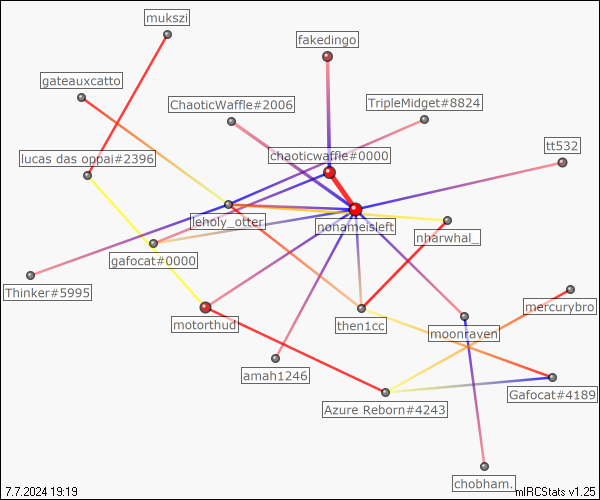 mukszi
fakedingo
gateauxcatto
ChaoticWaffle#2006
TripleMidget#8824
tt532
chaoticwaffle#0000
lucas das oppai#2396
leholy_otter
nonameisleft
nharwhal_
gafocat#0000
Thinker#5995
mercurybro
motorthud
then1cc
moonraven
amah1246
Gafocat#4189
Azure Reborn#4243
chobham.
7.7.2024 19:19
mIRCStats v1.25